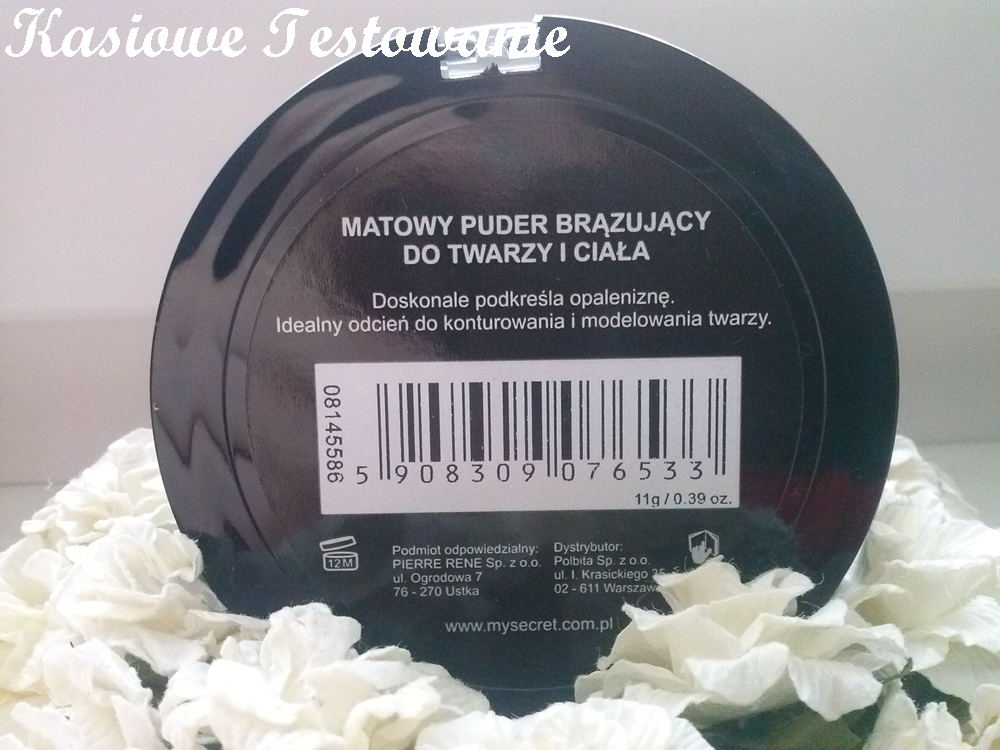 Kasiowe Testowanie
MATOWY PUDER BRĄZUJĄCY
DO TWARZY I CIAŁA
Doskonale podkreśla opaleniznę.
Idealny odcień do konturowania i modelowania twarzy.
08145586
5 908309 076533
11g / 0.39 oz.
12M
Podmiot odpowiedzialny:
PIERRE RENE Sp. z o.o.
ul. Ogrodowa 7
76 - 270 Ustka
Dystrybutor:
Polbita Sp. z o.o.
ul. I. Krasickiego
02 - 611 Warszaw
www.mysecret.com.pl